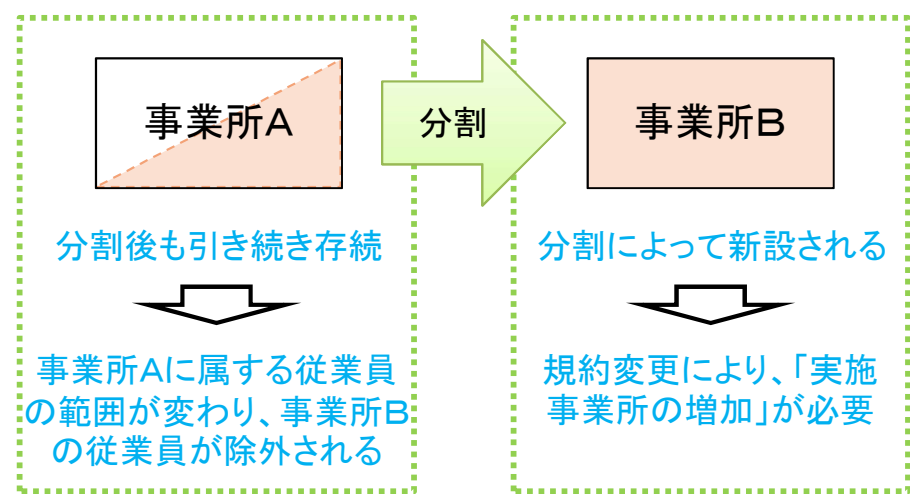 事業所A
分割
事業所B
分割後も引き続き存続
分割によって新設される
事業所Aに属する従業員
の範囲が変わり、事業所B
の従業員が除外される
規約変更により、「実施
事業所の増加」が必要